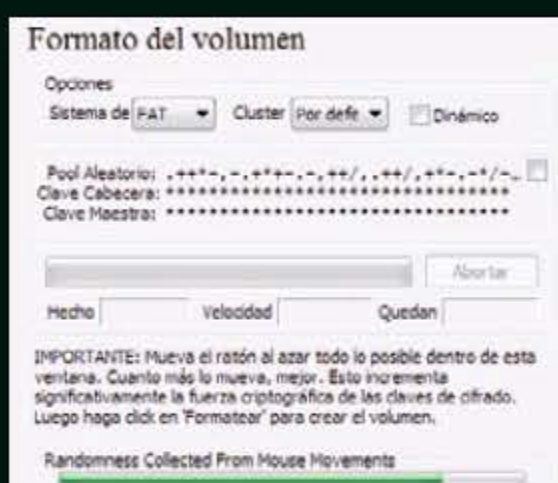 Formato del volumen
Opciones
Sistema de FAT Cluster Por defe Dinámico
Pool Aleatorio: .++*-,-.+*+-.-,++/,.++/,+*-,-*/-..
Clave Cabecera: **********************************
Clave Maestra: **********************************
Abortar
Hecho Velocidad Quedan
IMPORTANTE: Mueva el ratón al azar todo lo posible dentro de esta
ventana. Cuanto más lo mueva, mejor. Esto incrementa
significativamente la fuerza criptográfica de las claves de cifrado.
Luego haga click en 'Formatear' para crear el volumen.
Randomness Collected From Mouse Movements